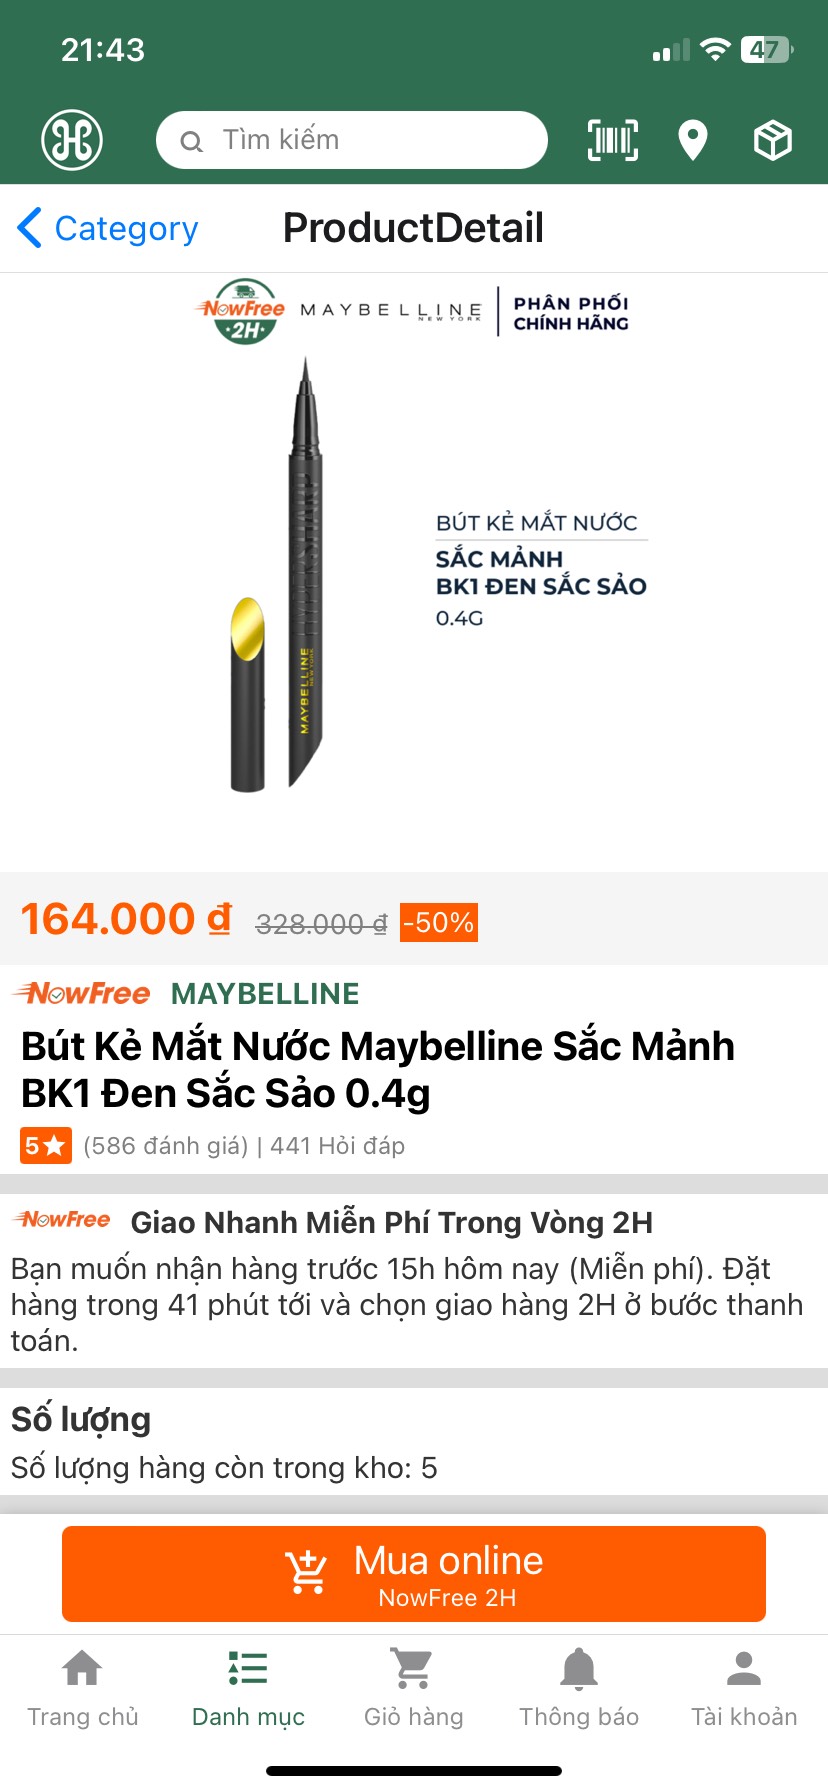 21:43
47
Tìm kiếm
Category
ProductDetail
NowFree
2H
MAYBELLINE
NEW YORK
PHÂN PHỐI
CHÍNH HÃNG
HYPERSHARP
MAYBELLINE
NEW YORK
BÚT KẺ MẮT NƯỚC
SẮC MẢNH
BK1 ĐEN SẮC SẢO
0.4G
164.000 ₫ 328.000 ₫ -50%
NowFree MAYBELLINE
Bút Kẻ Mắt Nước Maybelline Sắc Mảnh
BK1 Đen Sắc Sảo 0.4g
5★ (586 đánh giá) | 441 Hỏi đáp
NowFree Giao Nhanh Miễn Phí Trong Vòng 2H
Bạn muốn nhận hàng trước 15h hôm nay (Miễn phí). Đặt
hàng trong 41 phút tới và chọn giao hàng 2H ở bước thanh
toán.
Số lượng
Số lượng hàng còn trong kho: 5
Mua online
NowFree 2H
Trang chủ Danh mục Giỏ hàng Thông báo Tài khoản